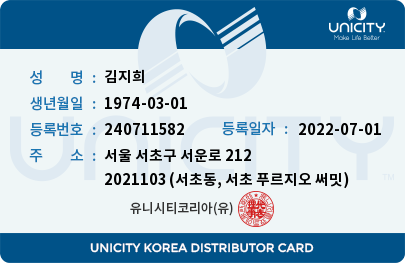 UNICITY
Make Life Better
성 명 : 김지희
생년월일 : 1974-03-01
등록번호 : 240711582 등록일자 : 2022-07-01
주 소 : 서울 서초구 서운로 212
2021103 (서초동, 서초 푸르지오 써밋)
유니시티코리아(유)
UNICITY
TM
UNICITY KOREA DISTRIBUTOR CARD